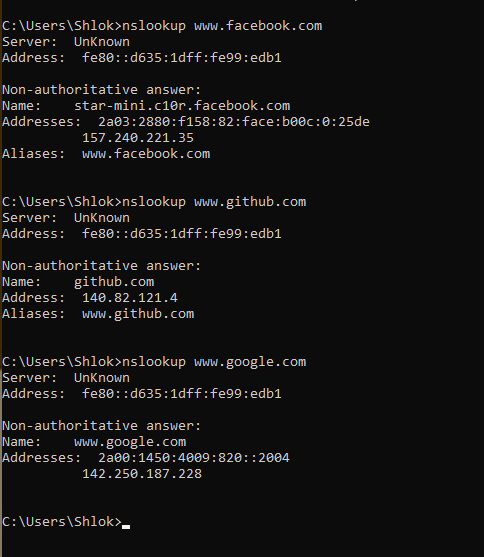 C:\Users\Shlok>nslookup www.facebook.com
Server:  UnKnown
Address:  fe80::d635:1dff:fe99:edb1
Non-authoritative answer:
Name:    star-mini.c10r.facebook.com
Addresses:  2a03:2880:f158:82:face:b00c:0:25de
157.240.221.35
Aliases:  www.facebook.com
C:\Users\Shlok>nslookup www.github.com
Server:  UnKnown
Address:  fe80::d635:1dff:fe99:edb1
Non-authoritative answer:
Name:    github.com
Address:  140.82.121.4
Aliases:  www.github.com
C:\Users\Shlok>nslookup www.google.com
Server:  UnKnown
Address:  fe80::d635:1dff:fe99:edb1
Non-authoritative answer:
Name:    www.google.com
Addresses:  2a00:1450:4009:820::2004
142.250.187.228
C:\Users\Shlok>